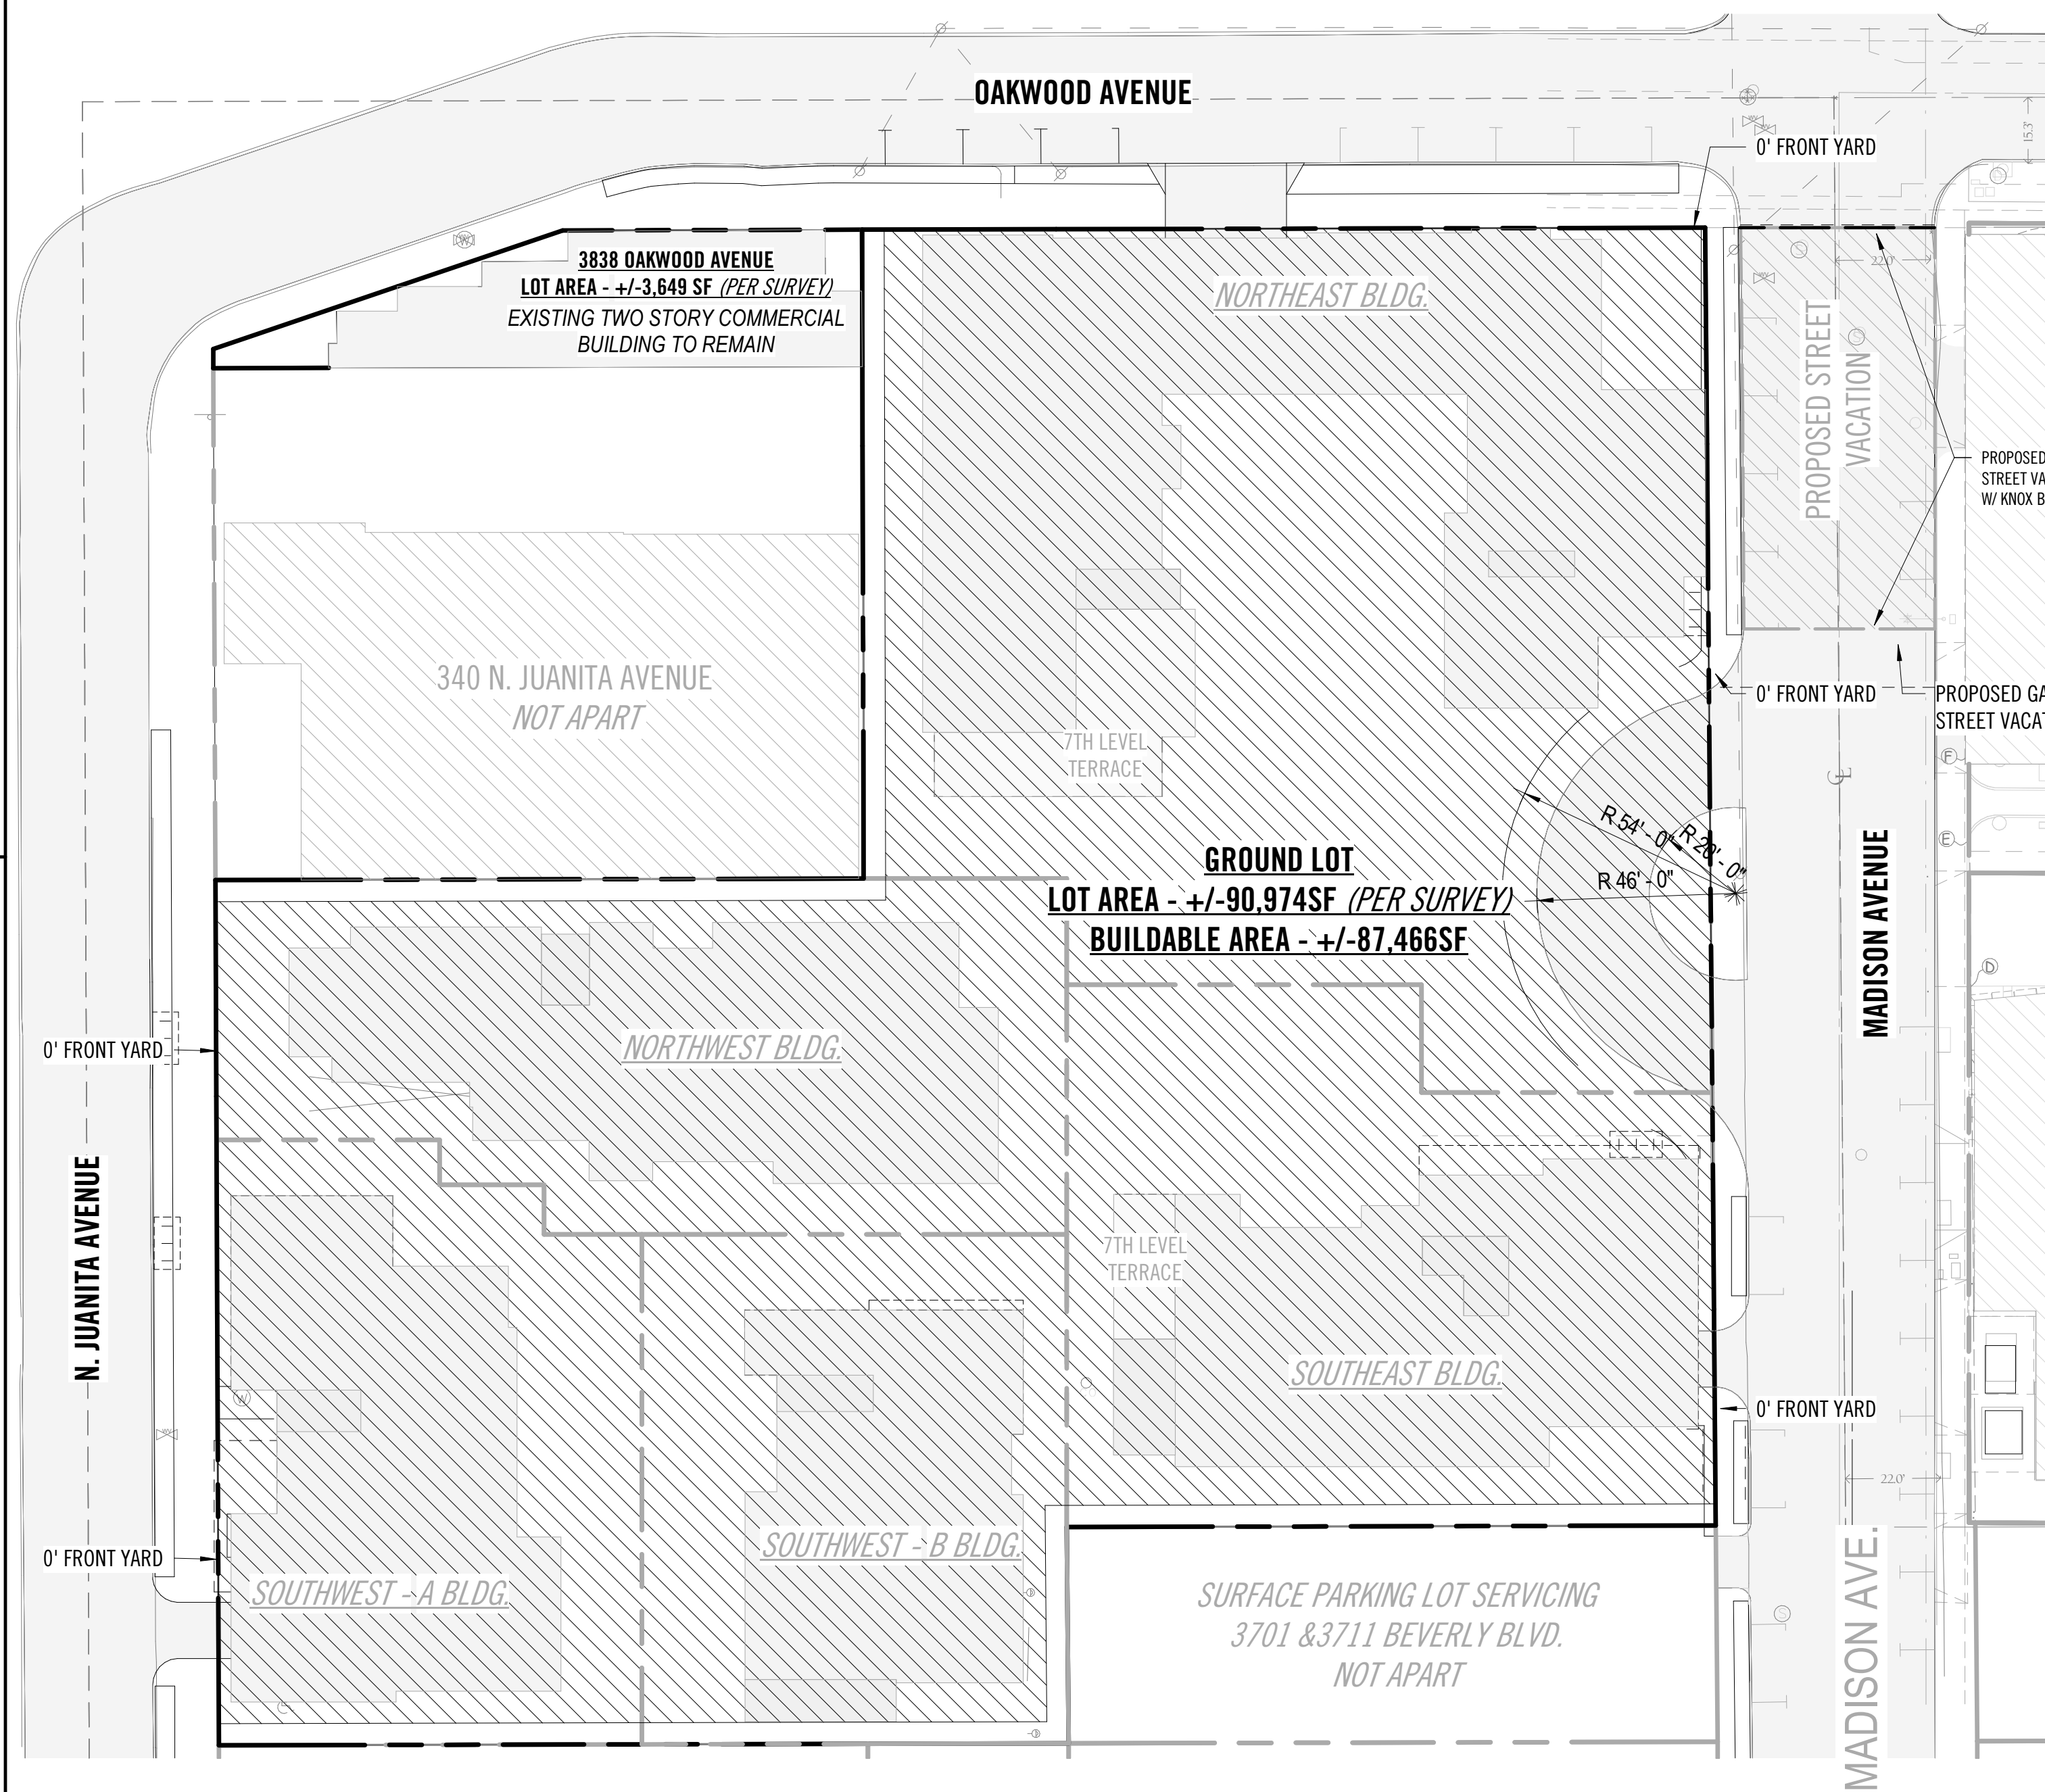 OAKWOOD AVENUE
15.3'
0' FRONT YARD
3838 OAKWOOD AVENUE
LOT AREA - +/-3,649 SF (PER SURVEY)
EXISTING TWO STORY COMMERCIAL
BUILDING TO REMAIN
NORTHEAST BLDG.
22.0'
PROPOSED STREET
VACATION
PROPOSED
STREET VA
W/ KNOX B
340 N. JUANITA AVENUE
NOT APART
0' FRONT YARD
PROPOSED GA
STREET VACAT
7TH LEVEL
TERRACE
R 54' - 0"
R 20' - 0"
R 46' - 0"
GROUND LOT
LOT AREA - +/-90,974SF (PER SURVEY)
BUILDABLE AREA - +/-87,466SF
MADISON AVENUE
F
E
D
0' FRONT YARD
NORTHWEST BLDG.
N. JUANITA AVENUE
7TH LEVEL
TERRACE
SOUTHEAST BLDG.
W
0' FRONT YARD
22.0'
0' FRONT YARD
SOUTHWEST - B BLDG.
SOUTHWEST - A BLDG.
SURFACE PARKING LOT SERVICING
3701 &3711 BEVERLY BLVD.
NOT APART
S
MADISON AVE.